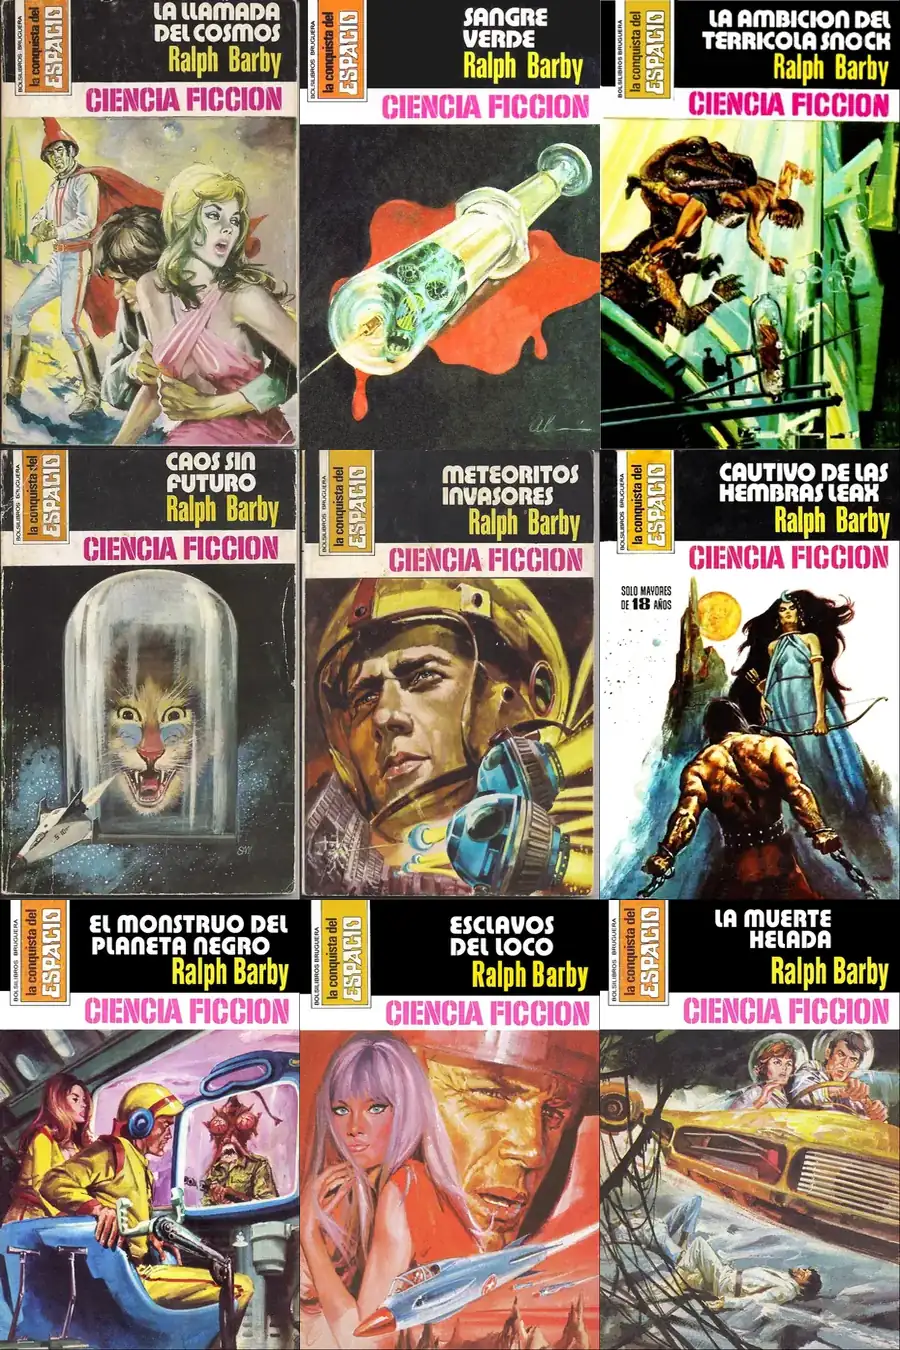 BOLSILIBROS BRUGUERA
la conquista del
ESPACIO
LA LLAMADA
DEL COSMOS
Ralph Barby
CIENCIA FICCION
BOLSILIBROS BRUGUERA
la conquista del
ESPACIO
SANGRE
VERDE
Ralph Barby
CIENCIA FICCION
BOLSILIBROS BRUGUERA
la conquista del
ESPACIO
LA AMBICION DEL
TERRICOLA SNOCK
Ralph Barby
CIENCIA FICCION
BOLSILIBROS BRUGUERA
la conquista del
ESPACIO
CAOS SIN
FUTURO
Ralph Barby
CIENCIA FICCION
BOLSILIBROS BRUGUERA
la conquista del
ESPACIO
METEORITOS
INVASORES
Ralph Barby
CIENCIA FICCION
BOLSILIBROS BRUGUERA
la conquista del
ESPACIO
CAUTIVO DE LAS
HEMBRAS LEAX
Ralph Barby
CIENCIA FICCION
SOLO MAYORES
DE 18 AÑOS
BOLSILIBROS BRUGUERA
la conquista del
ESPACIO
EL MONSTRUO DEL
PLANETA NEGRO
Ralph Barby
CIENCIA FICCION
BOLSILIBROS BRUGUERA
la conquista del
ESPACIO
ESCLAVOS
DEL LOCO
Ralph Barby
CIENCIA FICCION
BOLSILIBROS BRUGUERA
la conquista del
ESPACIO
LA MUERTE
HELADA
Ralph Barby
CIENCIA FICCION